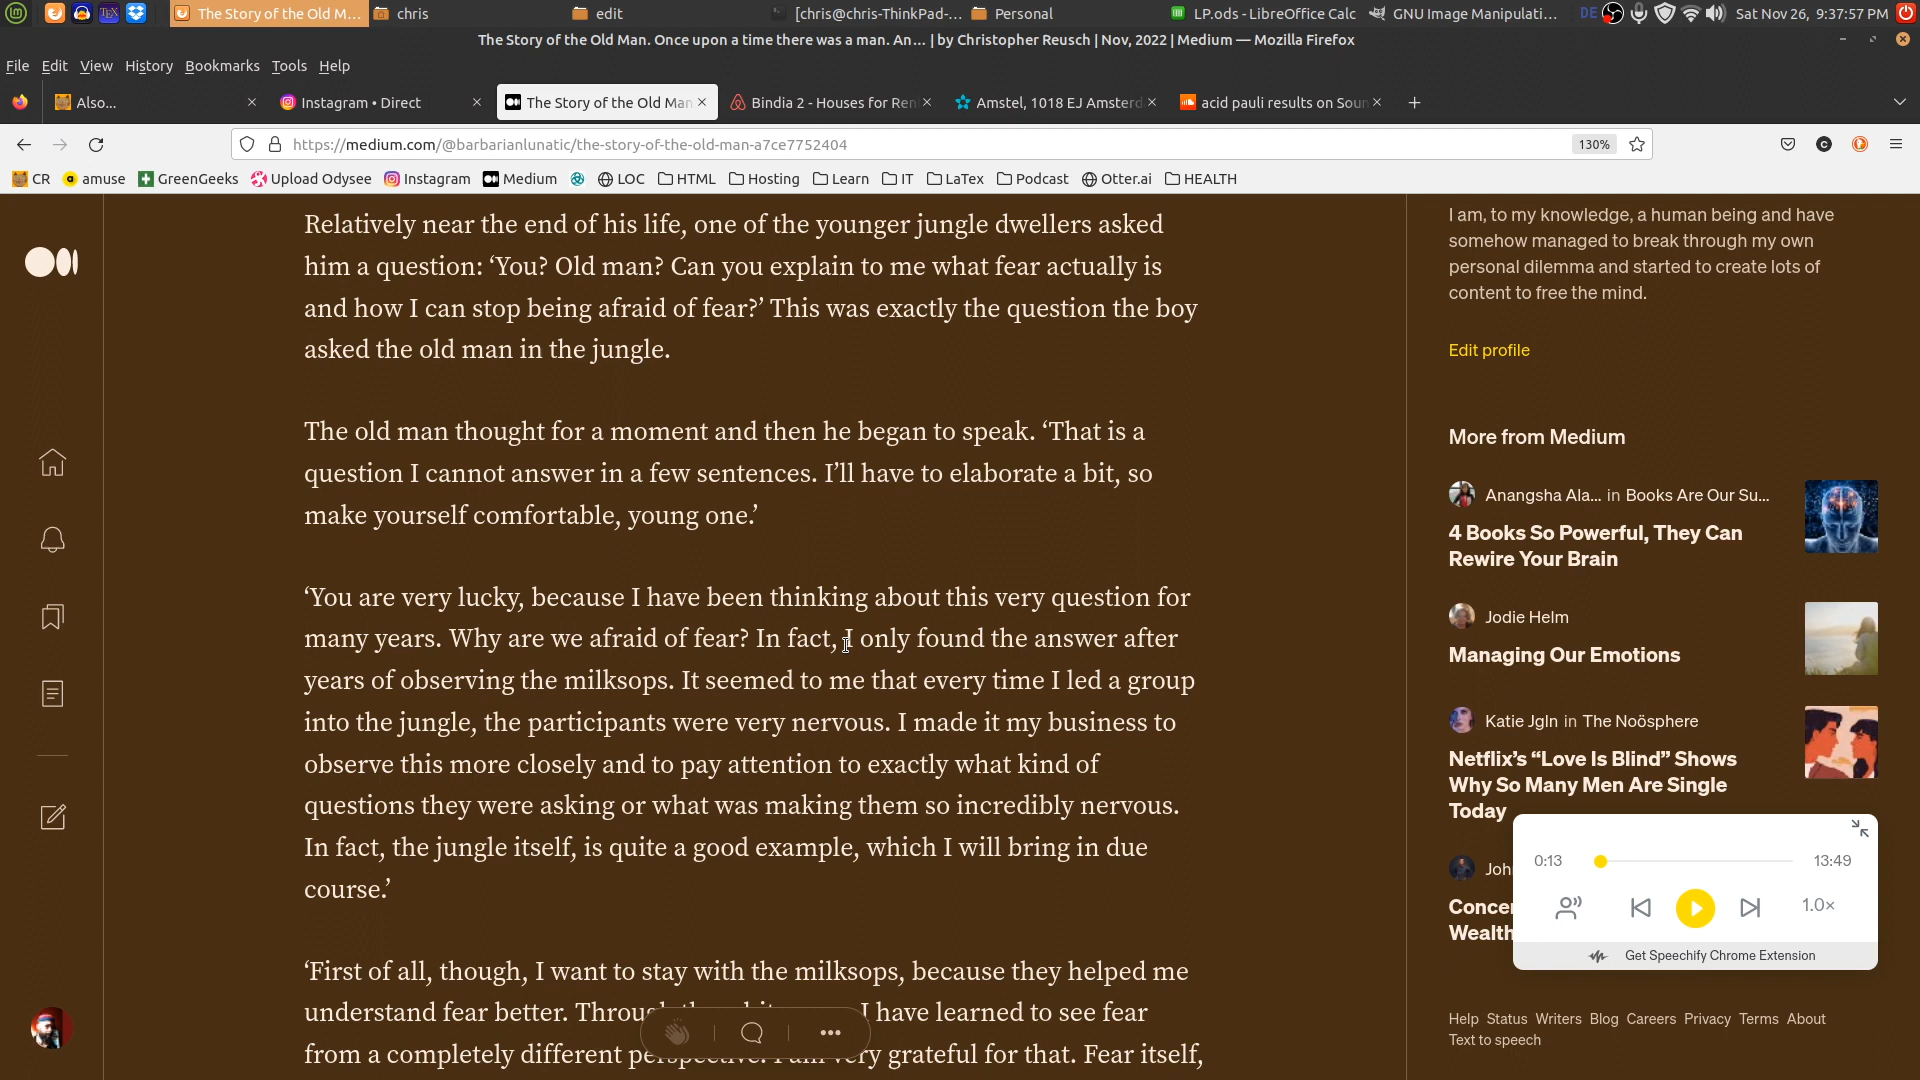 The Story of the Old M...
chris
edit
[chris@chris-ThinkPad-...
Personal
LP.ods - LibreOffice Calc
GNU Image Manipulati...
DE
Sat Nov 26, 9:37:57 PM
The Story of the Old Man. Once upon a time there was a man. An... | by Christopher Reusch | Nov, 2022 | Medium — Mozilla Firefox
File Edit View History Bookmarks Tools Help
Also...
Instagram • Direct
The Story of the Old Man
Bindia 2 - Houses for Ren
Amstel, 1018 EJ Amsterd
acid pauli results on Soun
https://medium.com/@barbarianlunatic/the-story-of-the-old-man-a7ce7752404
130%
CR amuse GreenGeeks Upload Odysee Instagram Medium LOC HTML Hosting Learn IT LaTex Podcast Otter.ai HEALTH
Relatively near the end of his life, one of the younger jungle dwellers asked
him a question: ‘You? Old man? Can you explain to me what fear actually is
and how I can stop being afraid of fear?’ This was exactly the question the boy
asked the old man in the jungle.
The old man thought for a moment and then he began to speak. ‘That is a
question I cannot answer in a few sentences. I’ll have to elaborate a bit, so
make yourself comfortable, young one.’
‘You are very lucky, because I have been thinking about this very question for
many years. Why are we afraid of fear? In fact, I only found the answer after
years of observing the milksops. It seemed to me that every time I led a group
into the jungle, the participants were very nervous. I made it my business to
observe this more closely and to pay attention to exactly what kind of
questions they were asking or what was making them so incredibly nervous.
In fact, the jungle itself, is quite a good example, which I will bring in due
course.’
‘First of all, though, I want to stay with the milksops, because they helped me
understand fear better. Through I have learned to see fear
from a completely different perspective. I am very grateful for that. Fear itself,
I am, to my knowledge, a human being and have
somehow managed to break through my own
personal dilemma and started to create lots of
content to free the mind.
Edit profile
More from Medium
Anangsha Ala... in Books Are Our Su...
4 Books So Powerful, They Can
Rewire Your Brain
Jodie Helm
Managing Our Emotions
Katie Jgln in The Noösphere
Netflix’s “Love Is Blind” Shows
Why So Many Men Are Single
Today
Joh
Concer
Wealth
0:13
13:49
1.0×
Get Speechify Chrome Extension
Help Status Writers Blog Careers Privacy Terms About
Text to speech